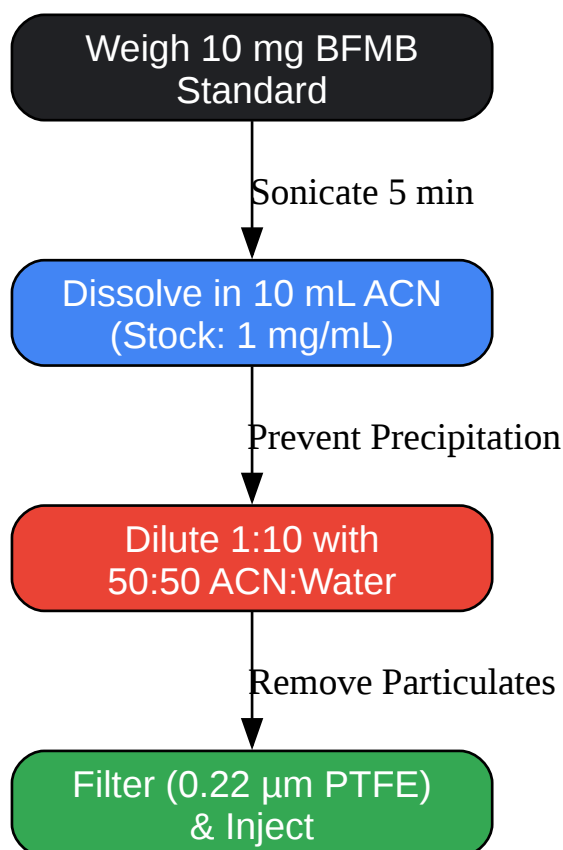 Weigh 10 mg BFMB
Standard
Sonicate 5 min
Dissolve in 10 mL ACN
(Stock: 1 mg/mL)
Prevent Precipitation
Dilute 1:10 with
50:50 ACN:Water
Remove Particulates
Filter (0.22 µm PTFE)
& Inject